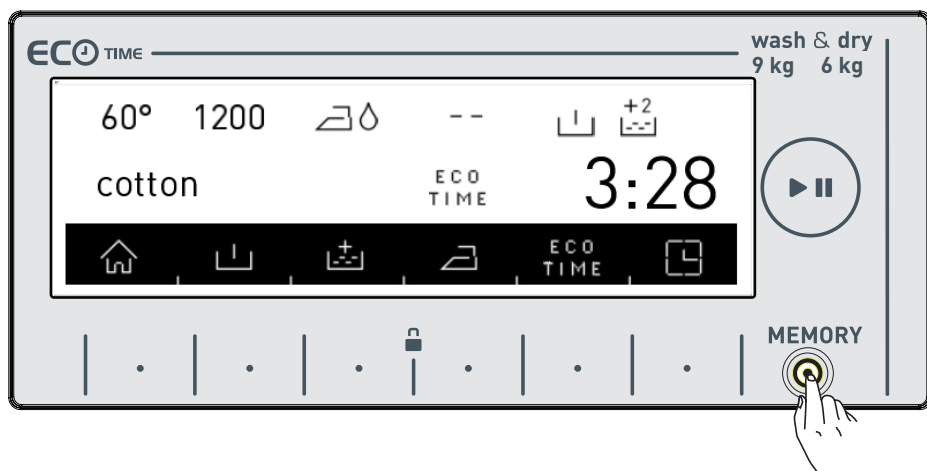 ECO TIME
wash & dry
9 kg 6 kg
60° 1200 -- +2
cotton ECO TIME 3:28
+ ECO TIME
MEMORY